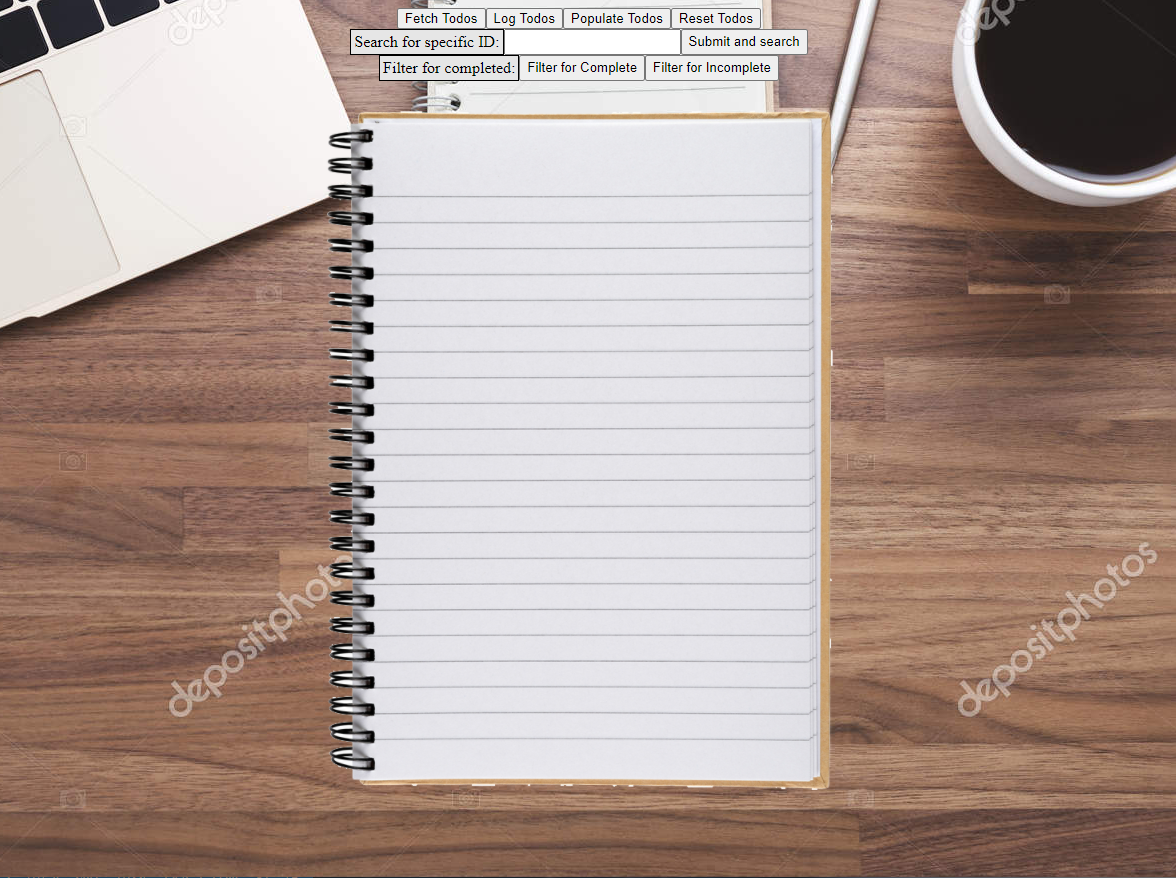 Fetch Todos Log Todos Populate Todos Reset Todos
Search for specific ID: Submit and search
Filter for completed: Filter for Complete Filter for Incomplete
depositphotos
depositphotos